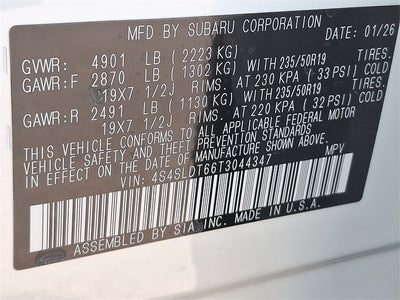 MFD BY SUBARU CORPORATION 01/26
GVWR: 4901 LB (2223 KG)
GAWR:F 2870 LB (1302 KG) WITH 235/50R19 TIRES.
19X7 1/2J RIMS. AT 230 KPA (33 PSI) COLD
GAWR:R 2491 LB (1130 KG) WITH 235/50R19 TIRES.
19X7 1/2J RIMS. AT 220 KPA (32 PSI) COLD
THIS VEHICLE CONFORMS TO ALL APPLICABLE FEDERAL MOTOR
VEHICLE SAFETY, BUMPER, AND THEFT PREVENTION STANDARDS
IN EFFECT ON THE DATE OF MANUFACTURE SHOWN ABOVE.
VIN: 4S4SLDT66T3044347 MPV
ASSEMBLED BY SIA, INC. MADE IN U.S.A.